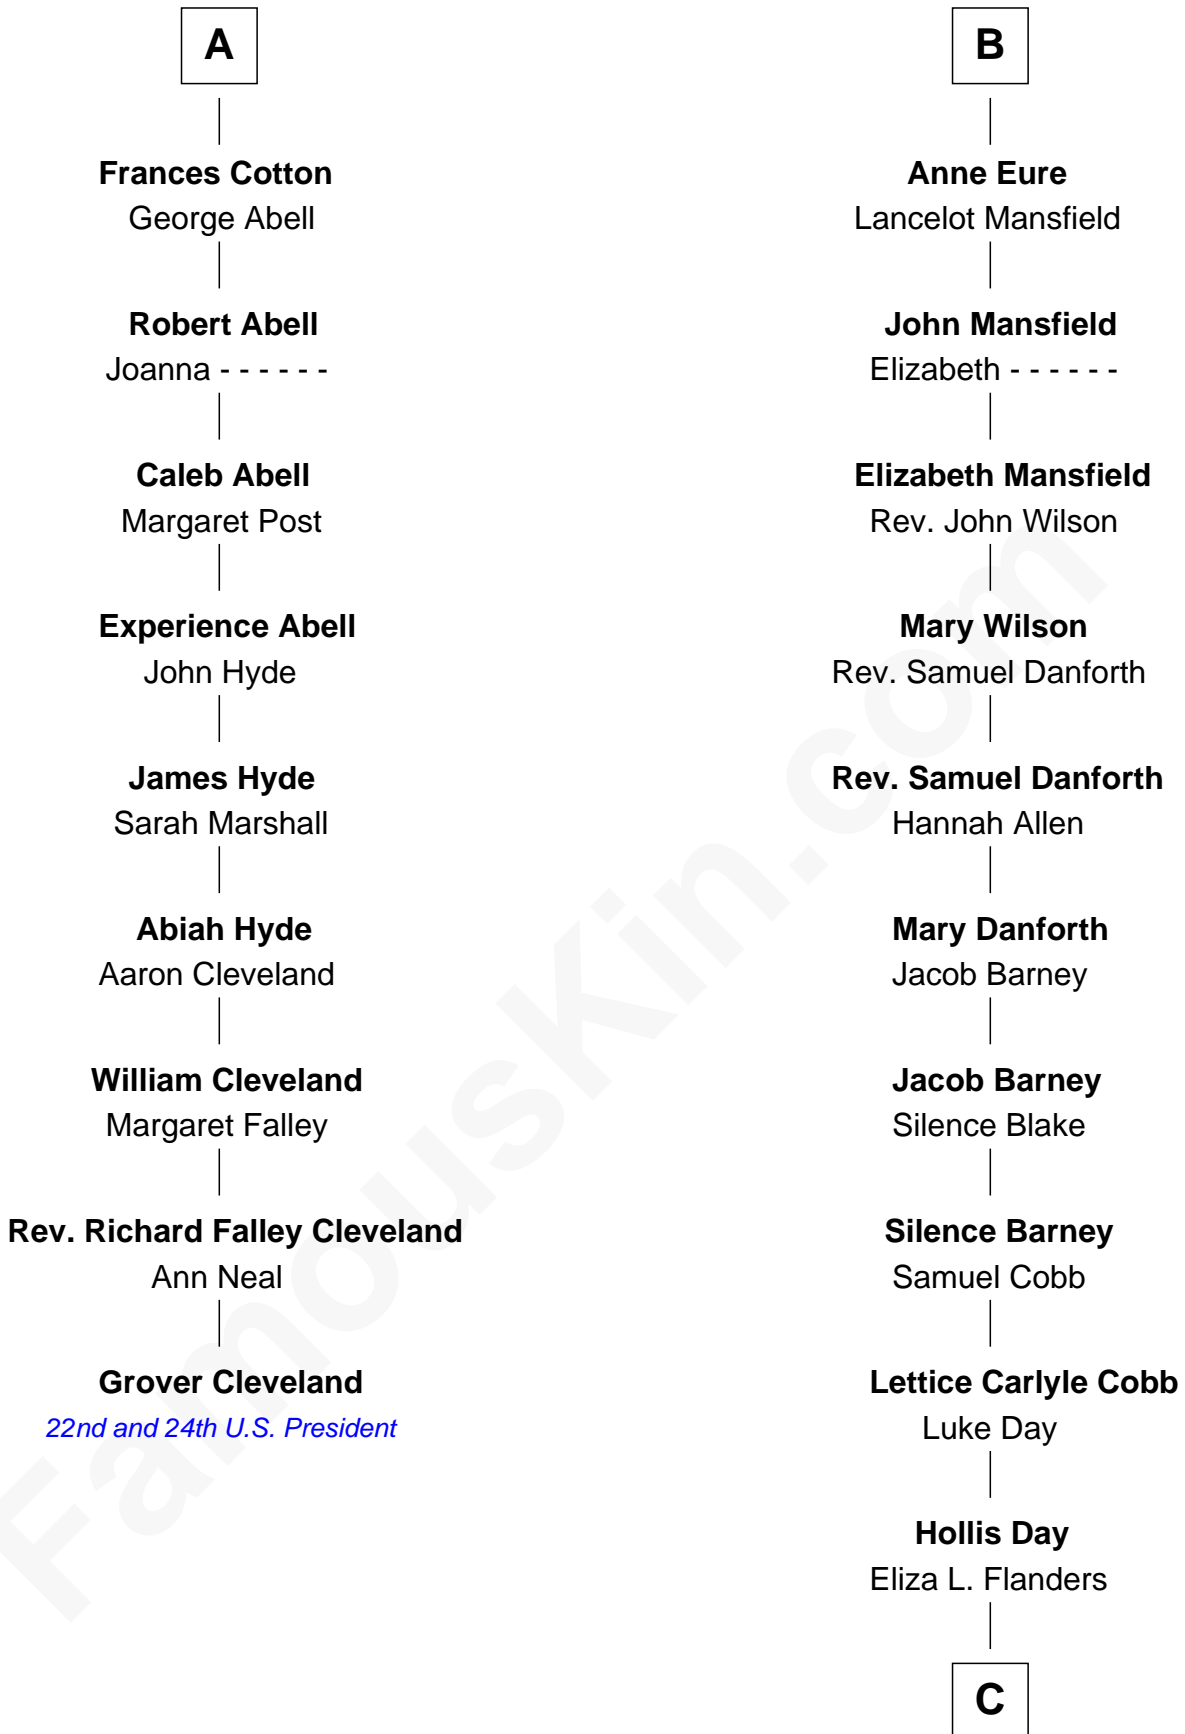 A
Frances Cotton
George Abell
Robert Abell
Joanna - - - - - -
Caleb Abell
Margaret Post
Experience Abell
John Hyde
James Hyde
Sarah Marshall
Abiah Hyde
Aaron Cleveland
William Cleveland
Margaret Falley
Rev. Richard Falley Cleveland
Ann Neal
Grover Cleveland
22nd and 24th U.S. President
B
Anne Eure
Lancelot Mansfield
John Mansfield
Elizabeth - - - - - -
Elizabeth Mansfield
Rev. John Wilson
Mary Wilson
Rev. Samuel Danforth
Rev. Samuel Danforth
Hannah Allen
Mary Danforth
Jacob Barney
Jacob Barney
Silence Blake
Silence Barney
Samuel Cobb
Lettice Carlyle Cobb
Luke Day
Hollis Day
Eliza L. Flanders
C
FamousKin.com